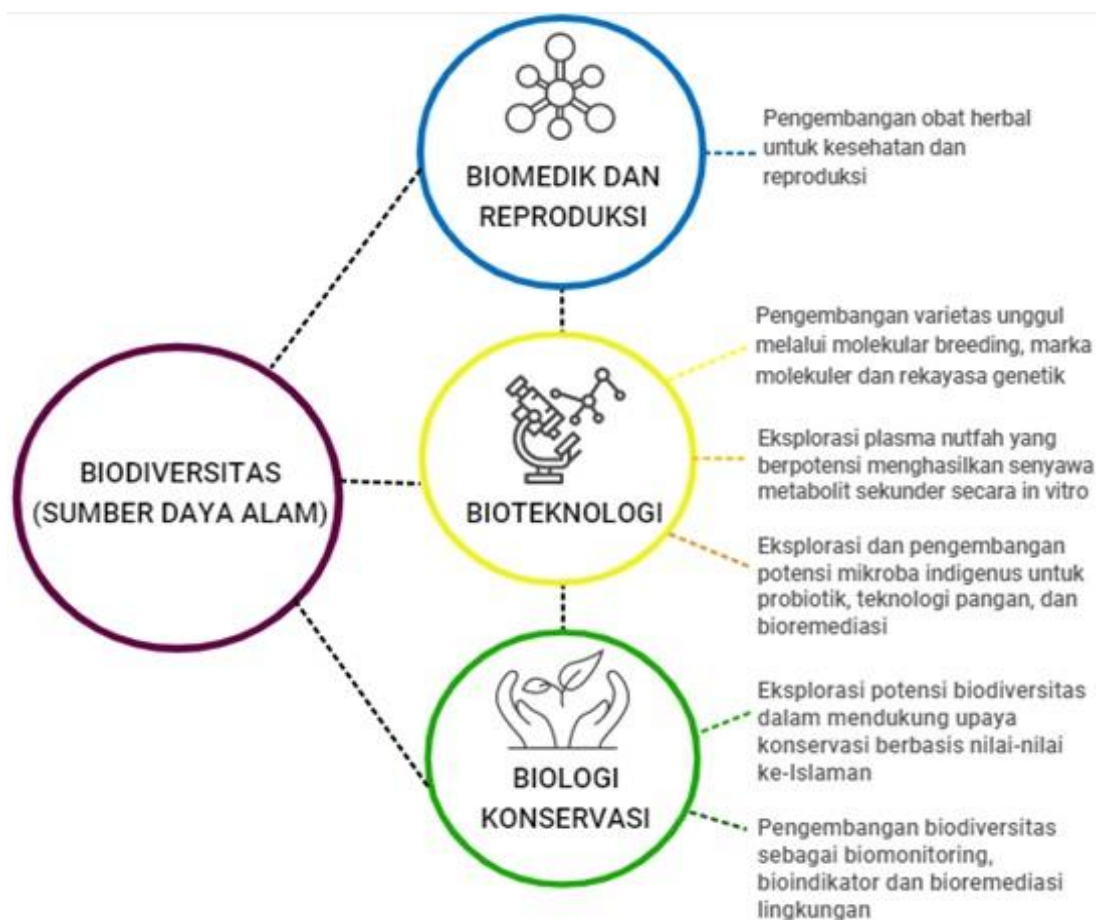 BIOMEDIK DAN
REPRODUKSI
Pengembangan obat herbal
untuk kesehatan dan
reproduksi
BIODIVERSITAS
(SUMBER DAYA ALAM)
BIOTEKNOLOGI
Pengembangan varietas unggul
melalui molekular breeding, marka
molekuler dan rekayasa genetik
Eksplorasi plasma nutfah yang
berpotensi menghasilkan senyawa
metabolit sekunder secara in vitro
Eksplorasi dan pengembangan
potensi mikroba indigenus untuk
probiotik, teknologi pangan, dan
bioremediasi
BIOLOGI
KONSERVASI
Eksplorasi potensi biodiversitas
dalam mendukung upaya
konservasi berbasis nilai-nilai
ke-Islaman
Pengembangan biodiversitas
sebagai biomonitoring,
bioindikator dan bioremediasi
lingkungan